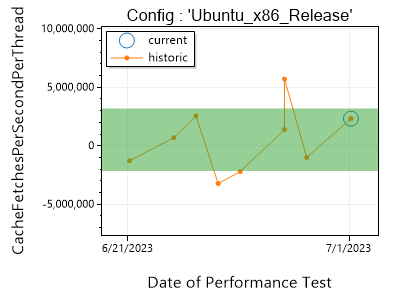 Config : 'Ubuntu_x86_Release'
CacheFetchesPerSecondPerThread
10,000,000
5,000,000
0
-5,000,000
current
historic
6/21/2023
7/1/2023
Date of Performance Test